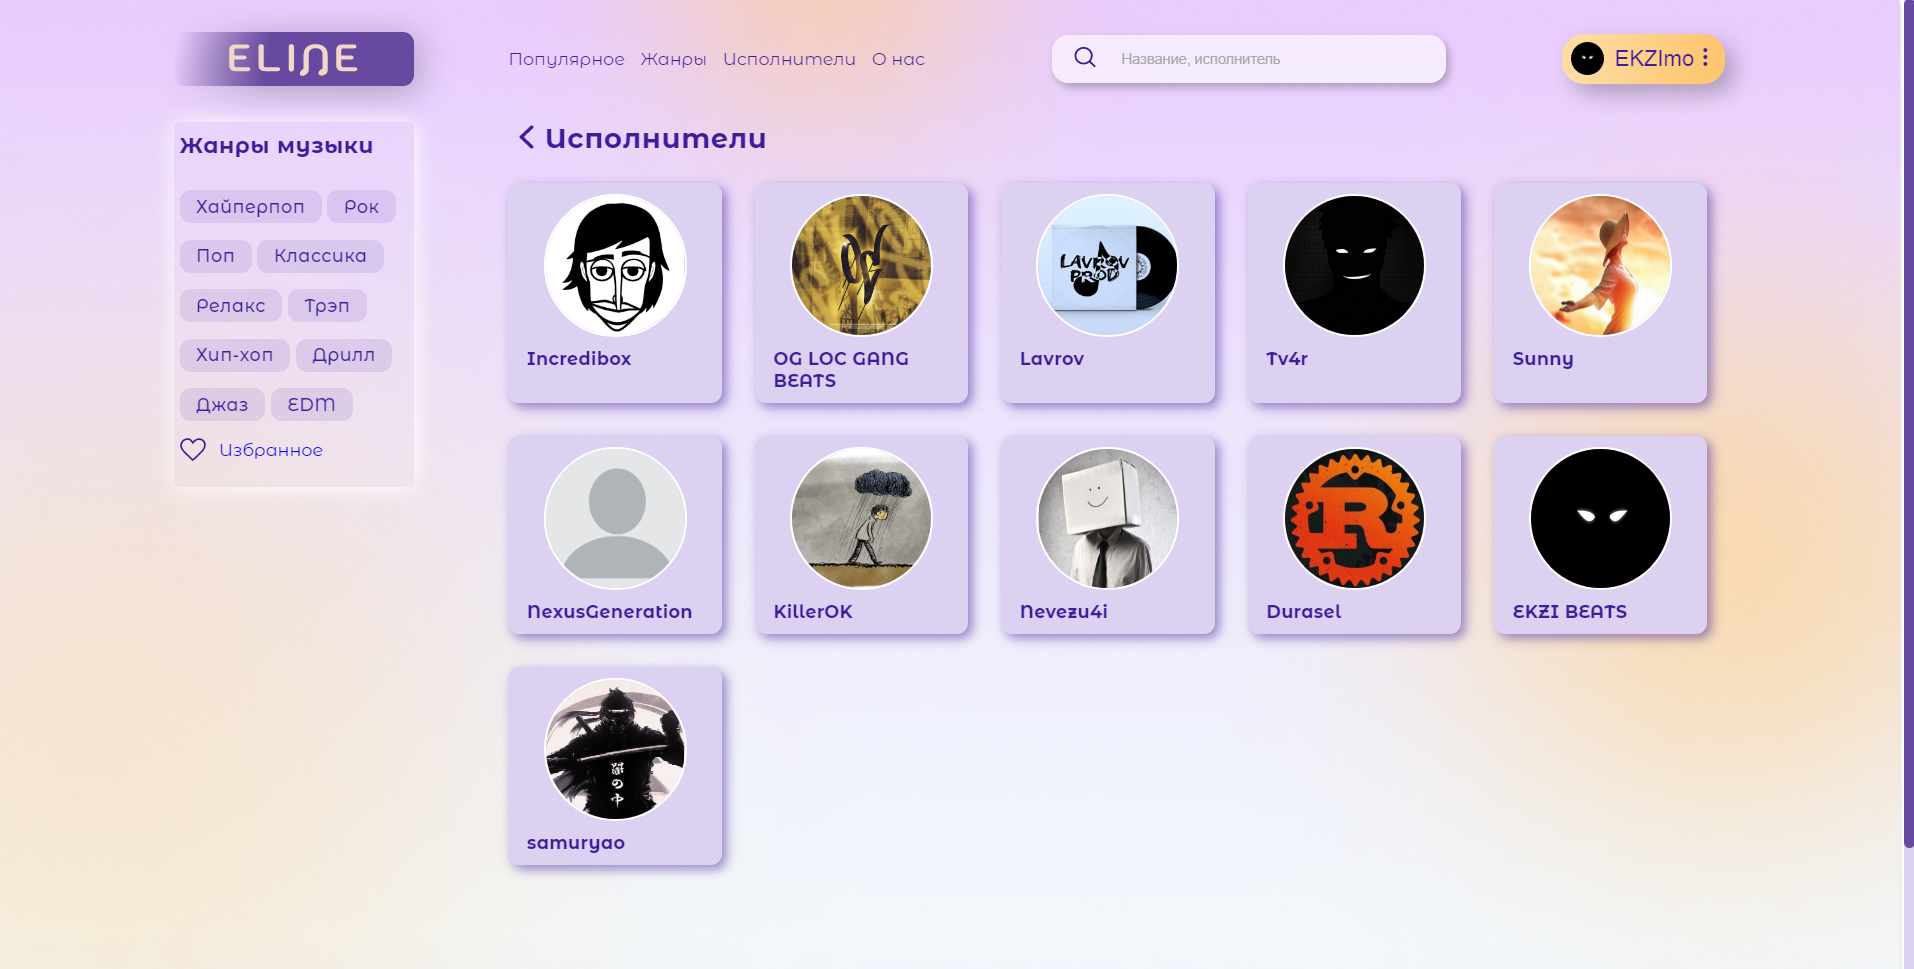 ELINE
Популярное Жанры Исполнители О нас
Название, исполнитель
EKZImo
Жанры музыки
Хайперпоп Рок
Поп Классика
Релакс Трэп
Хип-хоп Дрилл
Джаз EDM
Избранное
Исполнители
Incredibox
OG
OG LOC GANG
BEATS
LAVROV
PROD
Lavrov
Tv4r
Sunny
NexusGeneration
KillerOK
Nevezu4i
R
Durasel
EKZI BEATS
samuryao